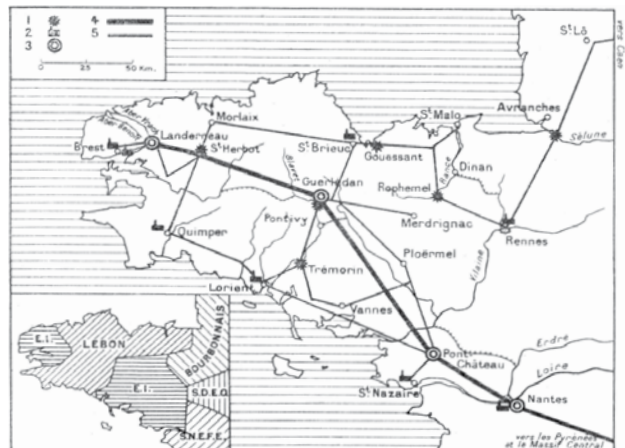 1 4
2 5
3
0 25 50 Km.
vers Caen
St Lô
Avranches
Sélune
St Malo
Morlaix
Aber-Benoît
Landerneau
Brest
St Herbot
St Brieuc
Gouessant
Dinan
Rance
Blavet
Guerlédan
Rophemel
Rennes
Merdrignac
Pontivy
Quimper
Ploërmel
Vilaine
Trémorin
Lorient
Vannes
Erdre
Pont
Château
Loire
St Nazaire
Nantes
vers les Pyrénées
et le Massif Central
E.I.
LEBON
BOURBONNAIS
E.I.
S.D.E.O.
S.N.E.F.E.